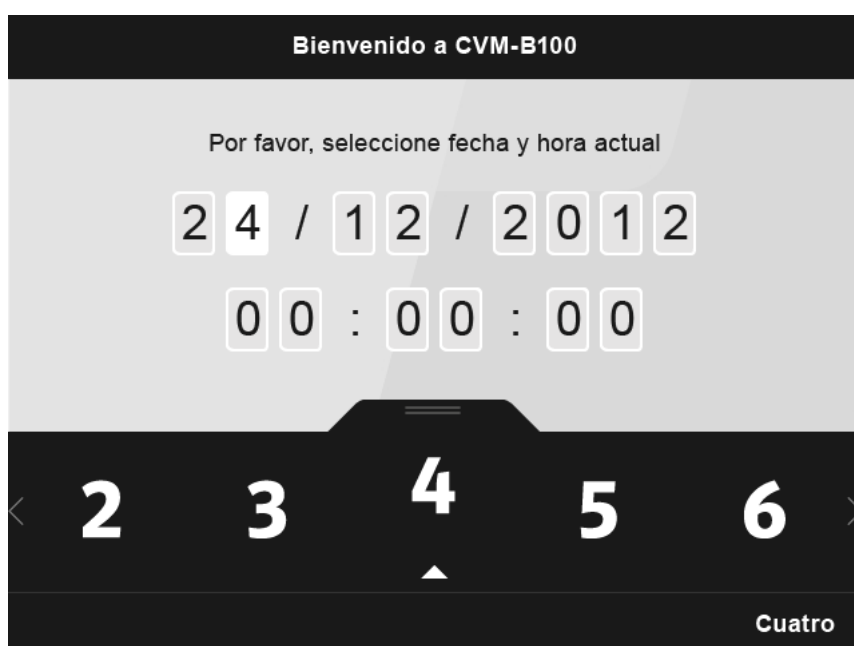 Bienvenido a CVM-B100
Por favor, seleccione fecha y hora actual
24/12/2012
00:00:00
2 3 4 5 6
Cuatro